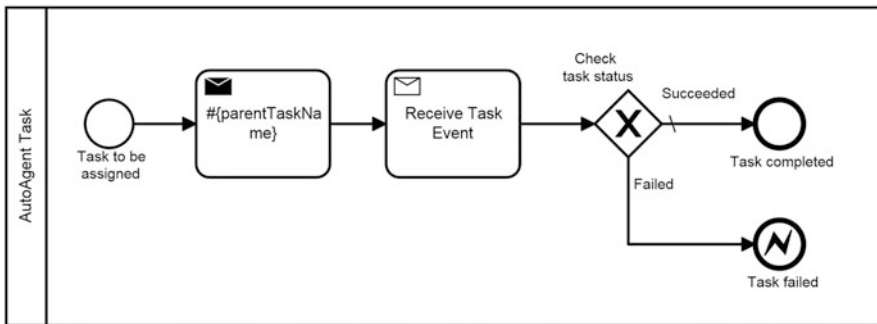 AutoAgent Task
Task to be
assigned
#{parentTaskNa
me}
Receive Task
Event
Check
task status
Succeeded
Task completed
Failed
Task failed